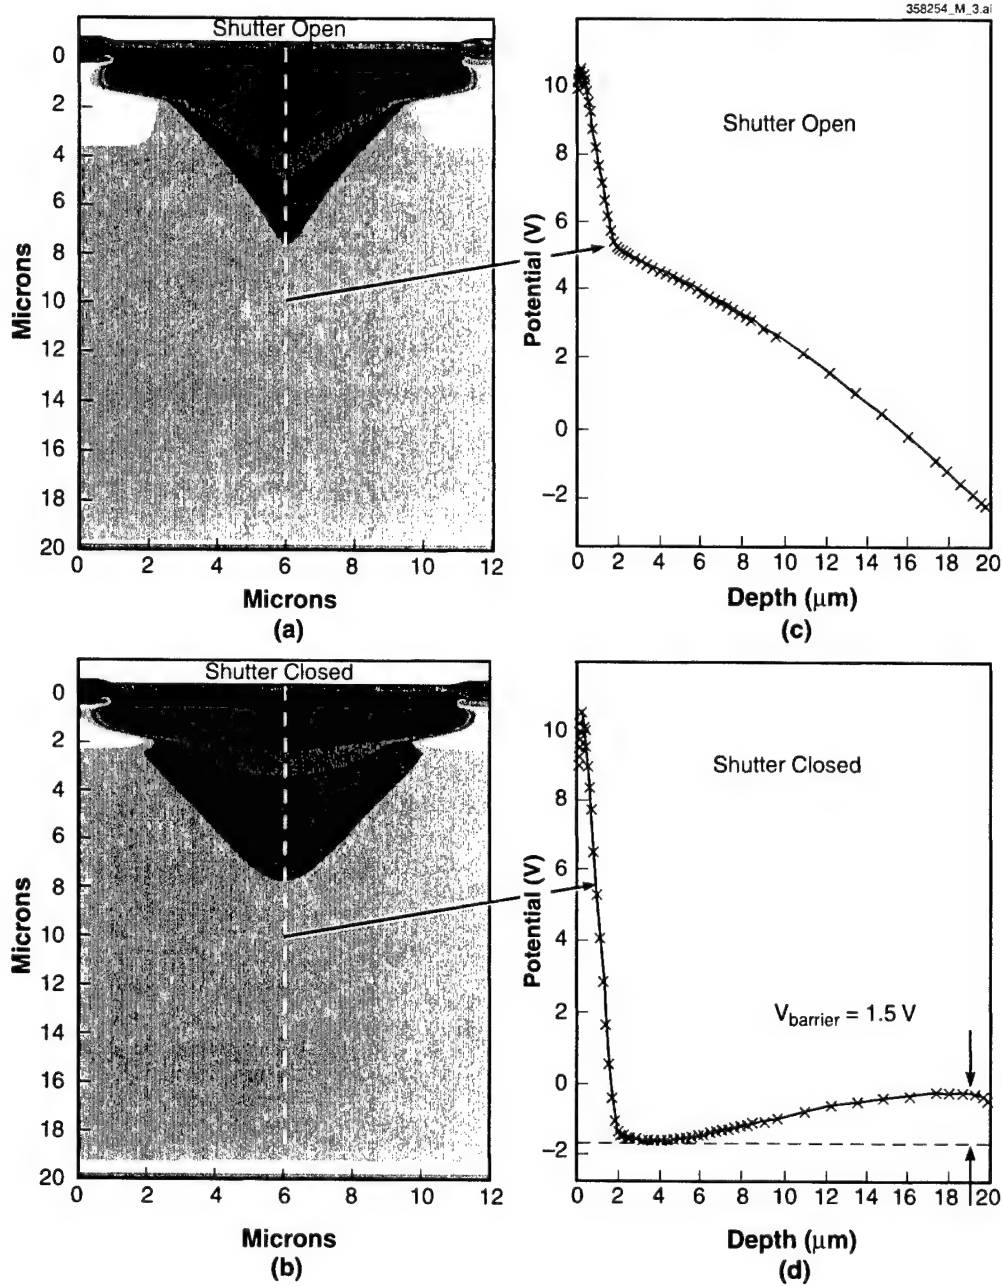 358254_M_3.ai
Shutter Open
0
2
4
6
8
10
12
14
16
18
20
Microns
0 2 4 6 8 10 12
Microns
(a)
10
8
6
4
2
0
−2
Potential (V)
Shutter Open
0 2 4 6 8 10 12 14 16 18 20
Depth (μm)
(c)
Shutter Closed
0
2
4
6
8
10
12
14
16
18
20
Microns
0 2 4 6 8 10 12
Microns
(b)
10
8
6
4
2
0
−2
Potential (V)
Shutter Closed
Vbarrier = 1.5 V
0 2 4 6 8 10 12 14 16 18 20
Depth (μm)
(d)